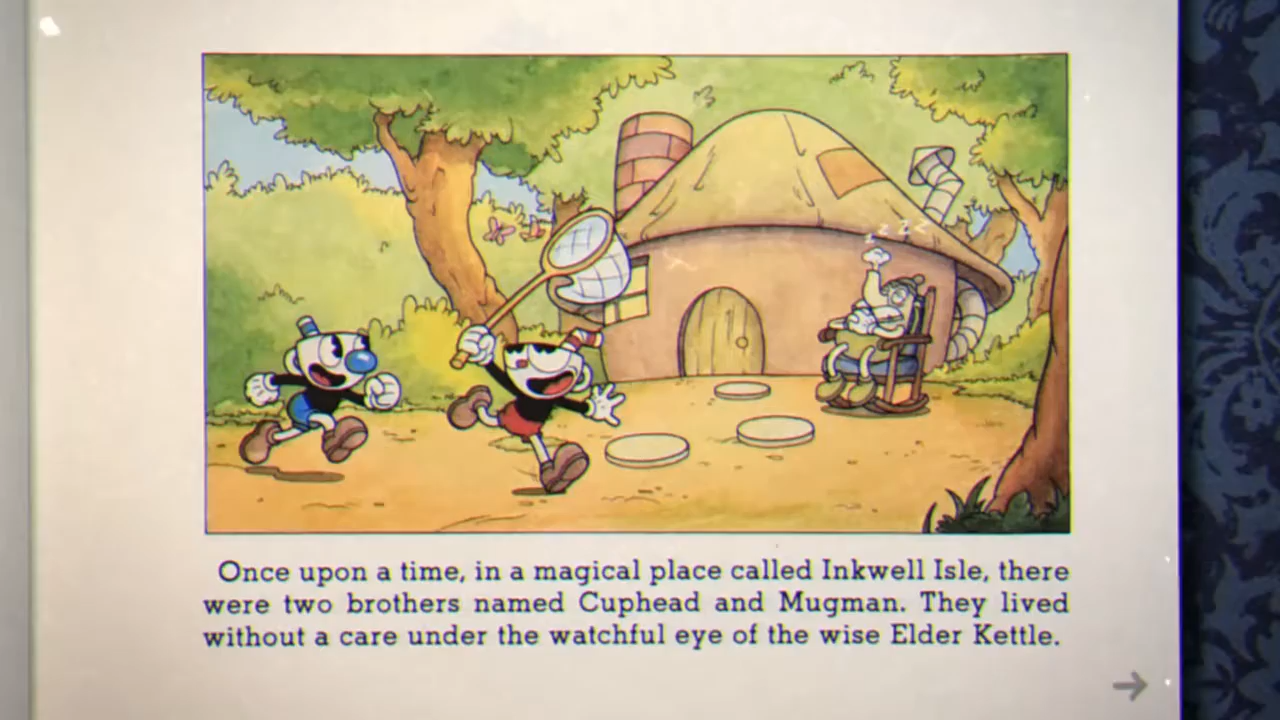 z z z z
Once upon a time, in a magical place called Inkwell Isle, there
were two brothers named Cuphead and Mugman. They lived
without a care under the watchful eye of the wise Elder Kettle.